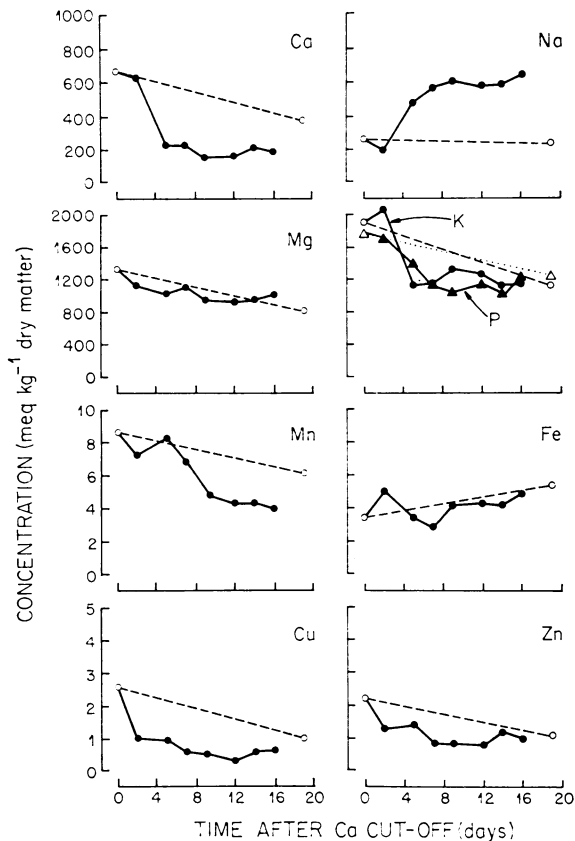 CONCENTRATION (meq kg⁻¹ dry matter)
1000
800
600
400
200
0
Ca
Na
2000
1600
1200
800
400
0
Mg
K
P
10
8
6
4
2
0
Mn
Fe
5
4
3
2
1
0
Cu
Zn
0 4 8 12 16 20
0 4 8 12 16 20
TIME AFTER Ca CUT-OFF (days)